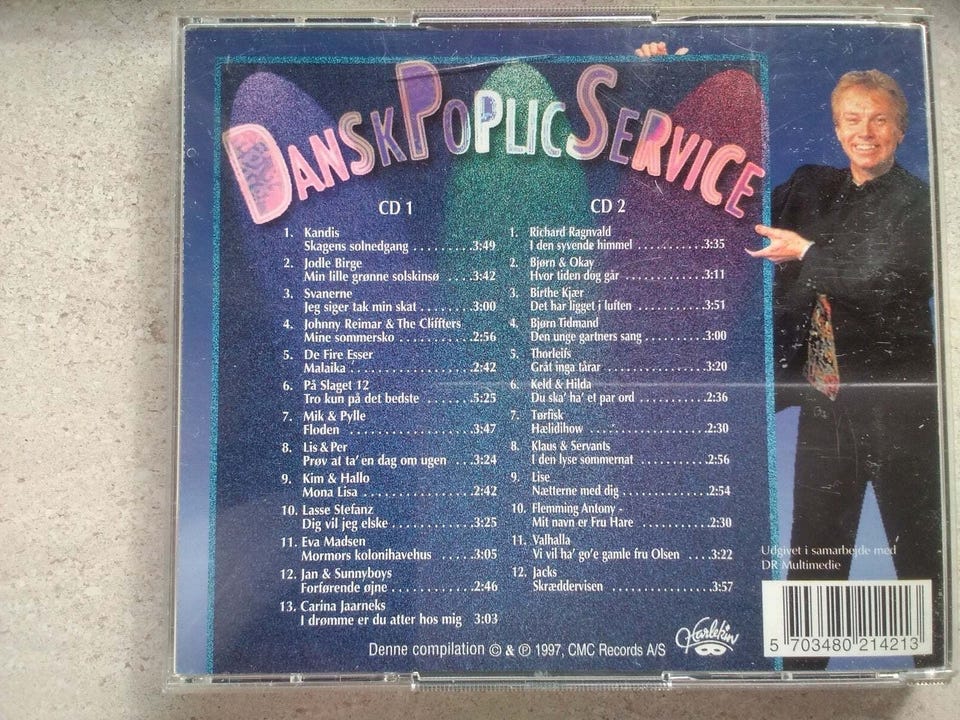 DANSK POPLIC SERVICE
CD 1
1. Kandis
Skagens solnedgang ..........3:49
2. Jodle Birge
Min lille grønne solskinsø .....3:42
3. Svanerne
Jeg siger tak min skat .........3:00
4. Johnny Reimar & The Cliffters
Mine sommersko .............2:56
5. De Fire Esser
Malaika .....................2:42
6. På Slaget 12
Tro kun på det bedste ........5:25
7. Mik & Pylle
Floden ......................3:47
8. Lis & Per
Prøv at ta' en dag om ugen ...3:24
9. Kim & Hallo
Mona Lisa ...................2:42
10. Lasse Stefanz
Dig vil jeg elske .............3:25
11. Eva Madsen
Mormors kolonihavehus .....3:05
12. Jan & Sunnyboys
Forførende øjne .............2:46
13. Carina Jaarneks
I drømme er du atter hos mig 3:03
CD 2
1. Richard Ragnvald
I den syvende himmel ...........3:35
2. Bjørn & Okay
Hvor tiden dog går .............3:11
3. Birthe Kjær
Det har ligget i luften ............3:51
4. Bjørn Tidmand
Den unge gartners sang .........3:00
5. Thorleifs
Gråt inga tårar .................3:20
6. Keld & Hilda
Du ska' ha' et par ord ...........2:36
7. Tørfisk
Hælidihow ....................2:30
8. Klaus & Servants
I den lyse sommernat ...........2:56
9. Lise
Nætterne med dig ..............2:54
10. Flemming Antony -
Mit navn er Fru Hare ...........2:30
11. Valhalla
Vi vil ha' go'e gamle fru Olsen ....3:22
12. Jacks
Skræddervisen ................3:57
Udgivet i samarbejde med
DR Multimedie
Denne compilation © & ℗ 1997, CMC Records A/S
Harlekin
5 703480 214213